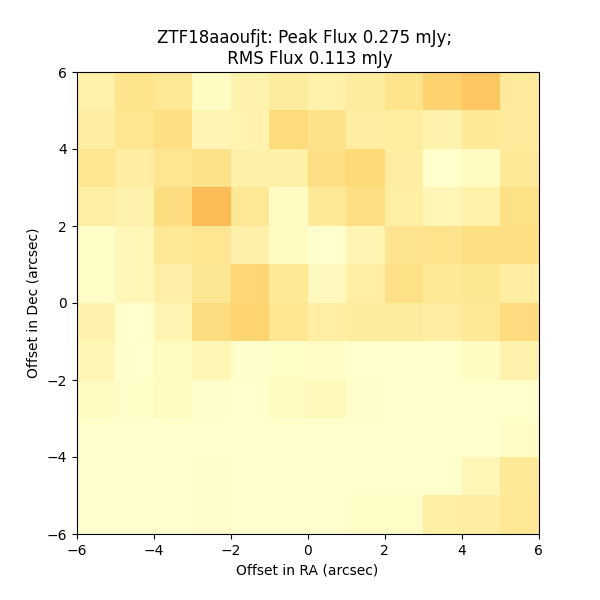 ZTF18aaoufjt: Peak Flux 0.275 mJy;
RMS Flux 0.113 mJy
6
4
2
0
−2
−4
−6
Offset in Dec (arcsec)
−6 −4 −2 0 2 4 6
Offset in RA (arcsec)